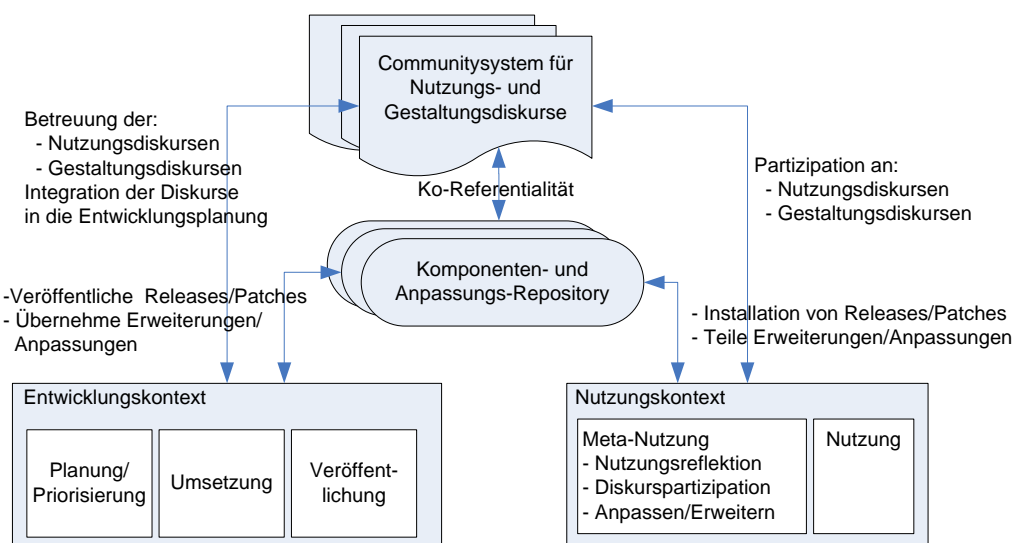 Communitysystem für
Nutzungs- und
Gestaltungsdiskurse
Betreuung der:
- Nutzungsdiskursen
- Gestaltungsdiskursen
Integration der Diskurse
in die Entwicklungsplanung
Partizipation an:
- Nutzungsdiskursen
- Gestaltungsdiskursen
Ko-Referentialität
Komponenten- und
Anpassungs-Repository
-Veröffentliche Releases/Patches
- Übernehme Erweiterungen/
Anpassungen
- Installation von Releases/Patches
- Teile Erweiterungen/Anpassungen
Entwicklungskontext
Planung/
Priorisierung
Umsetzung
Veröffent-
lichung
Nutzungskontext
Meta-Nutzung
- Nutzungsreflektion
- Diskurspartizipation
- Anpassen/Erweitern
Nutzung